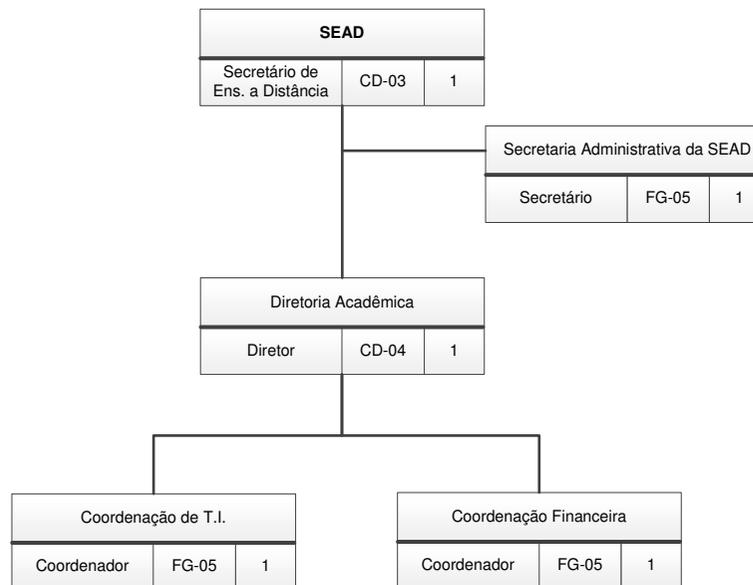 SEAD
Secretário de
Ens. a Distância
CD-03
1
Secretaria Administrativa da SEAD
Secretário
FG-05
1
Diretoria Acadêmica
Diretor
CD-04
1
Coordenação de T.I.
Coordenador
FG-05
1
Coordenação Financeira
Coordenador
FG-05
1